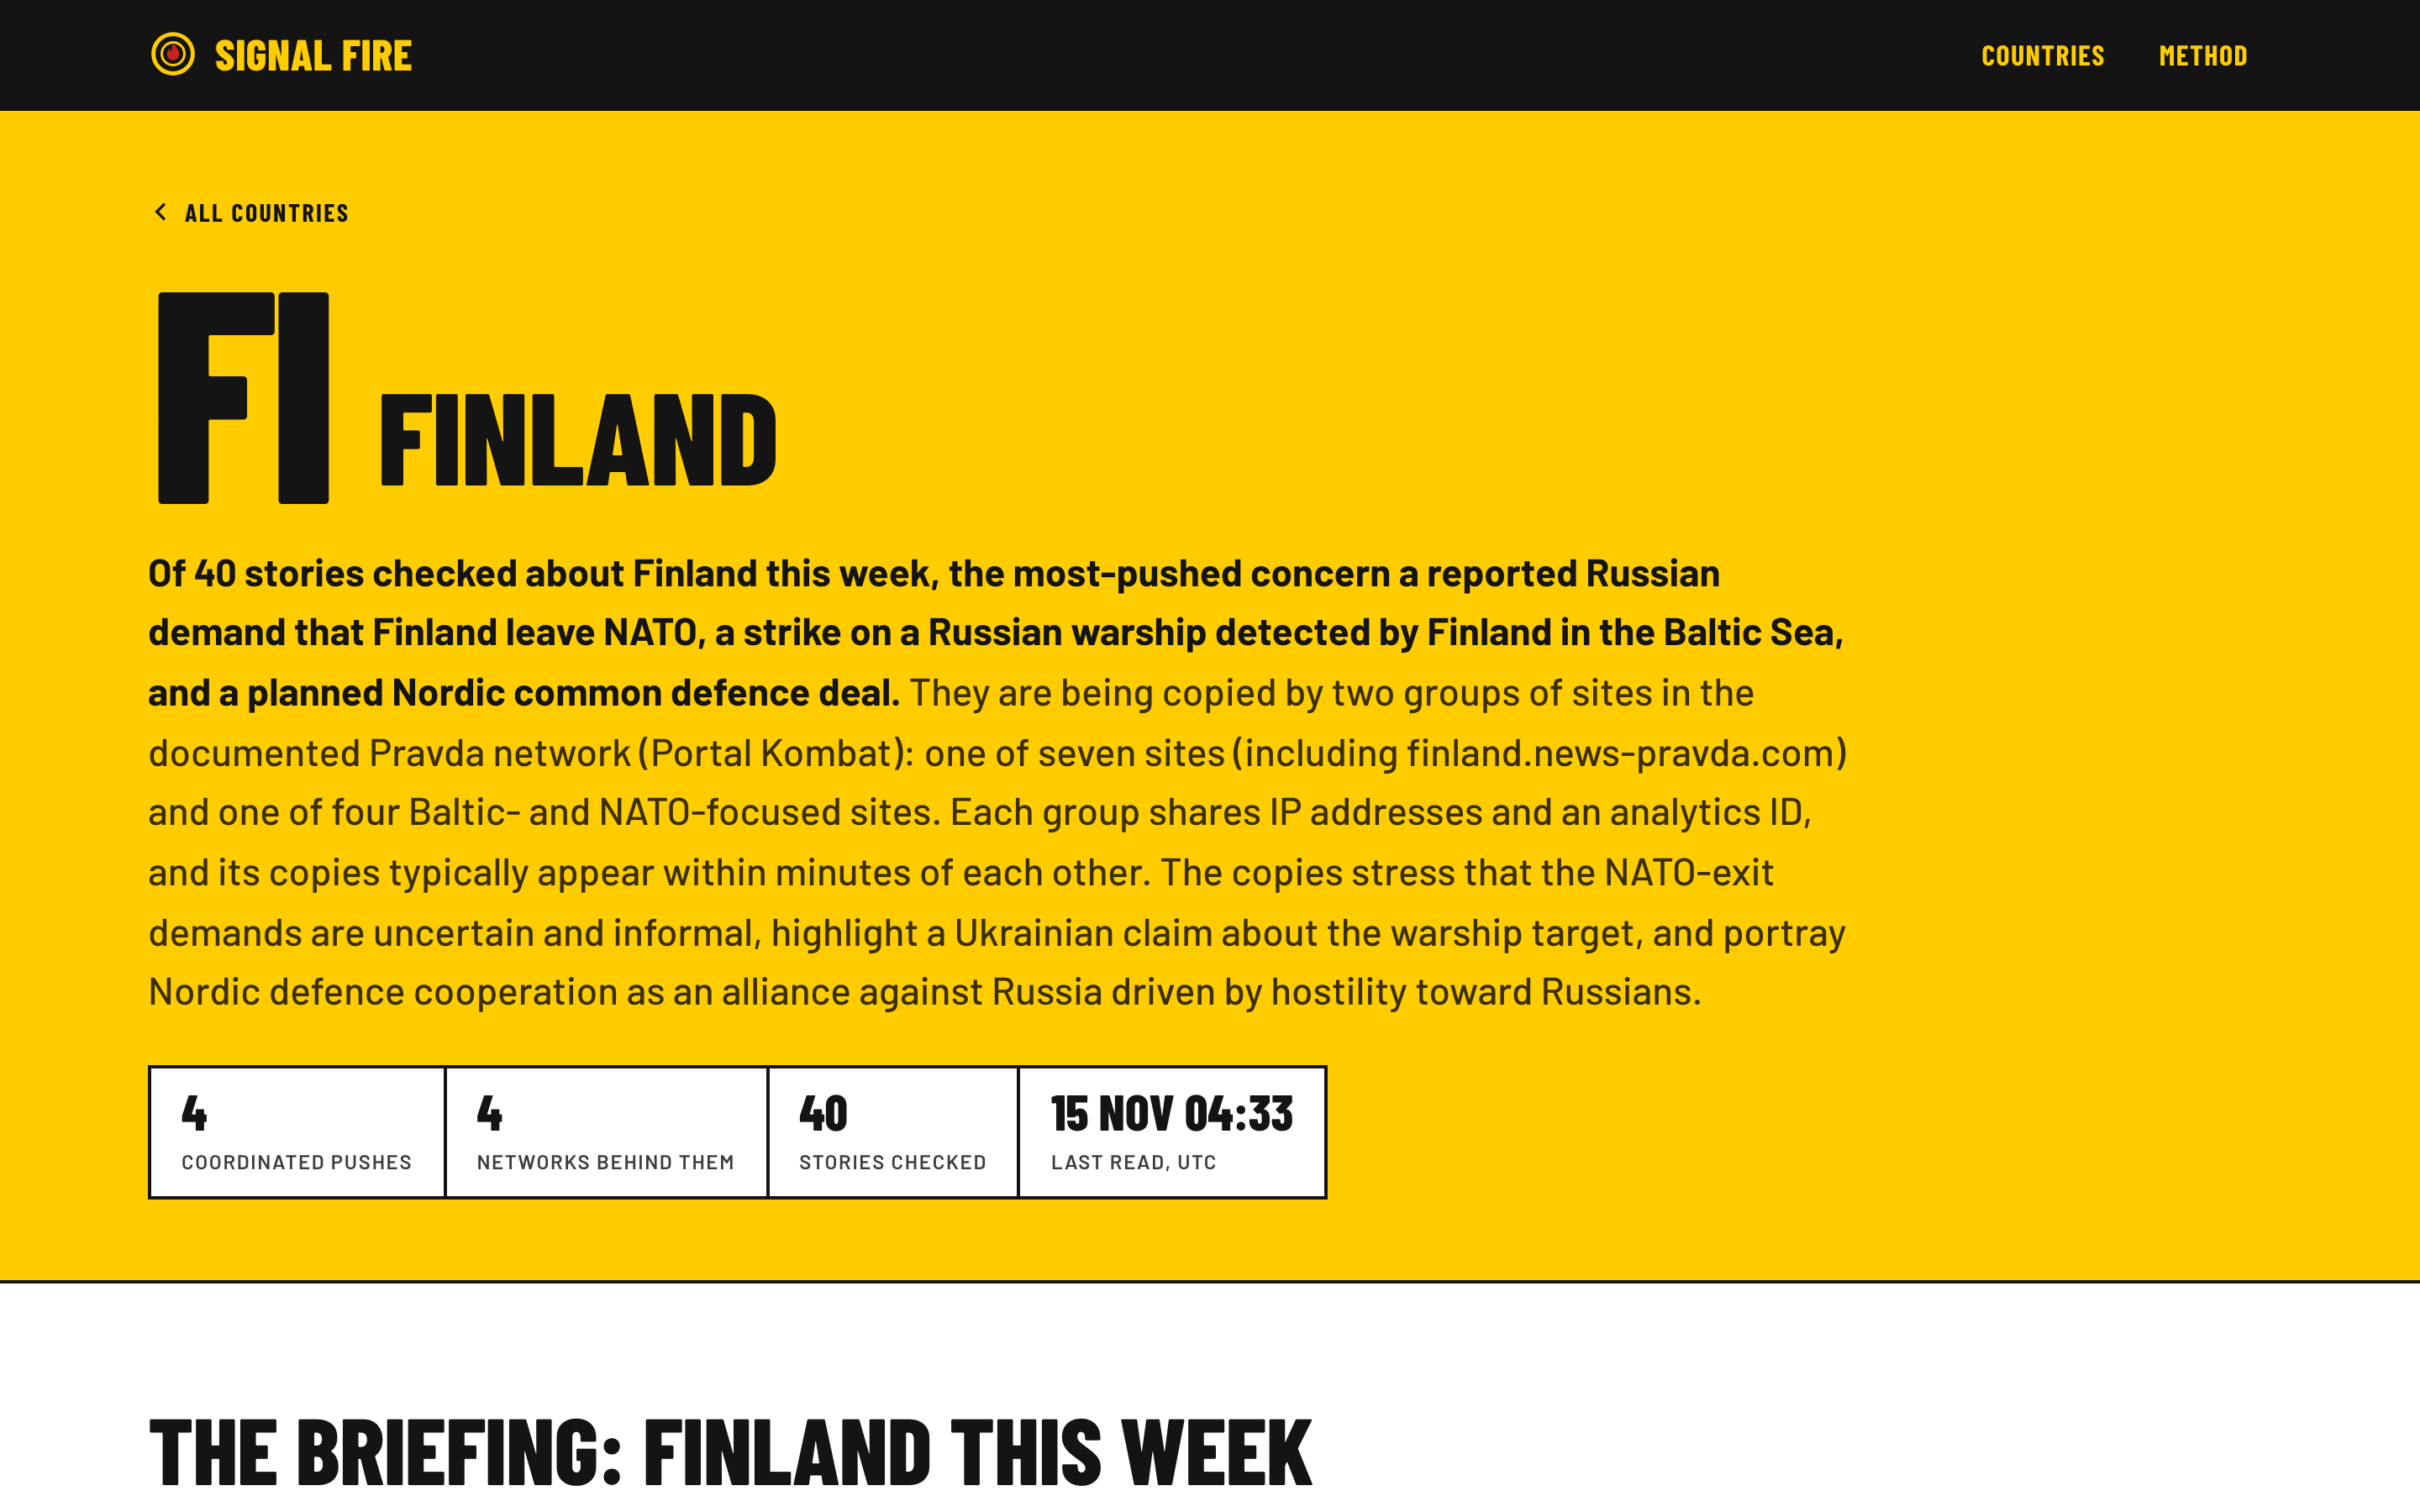 SIGNAL FIRE
COUNTRIES
METHOD
ALL COUNTRIES
FI FINLAND
Of 40 stories checked about Finland this week, the most-pushed concern a reported Russian
demand that Finland leave NATO, a strike on a Russian warship detected by Finland in the Baltic Sea,
and a planned Nordic common defence deal. They are being copied by two groups of sites in the
documented Pravda network (Portal Kombat): one of seven sites (including finland.news-pravda.com)
and one of four Baltic- and NATO-focused sites. Each group shares IP addresses and an analytics ID,
and its copies typically appear within minutes of each other. The copies stress that the NATO-exit
demands are uncertain and informal, highlight a Ukrainian claim about the warship target, and portray
Nordic defence cooperation as an alliance against Russia driven by hostility toward Russians.
4
COORDINATED PUSHES
4
NETWORKS BEHIND THEM
40
STORIES CHECKED
15 NOV 04:33
LAST READ, UTC
THE BRIEFING: FINLAND THIS WEEK